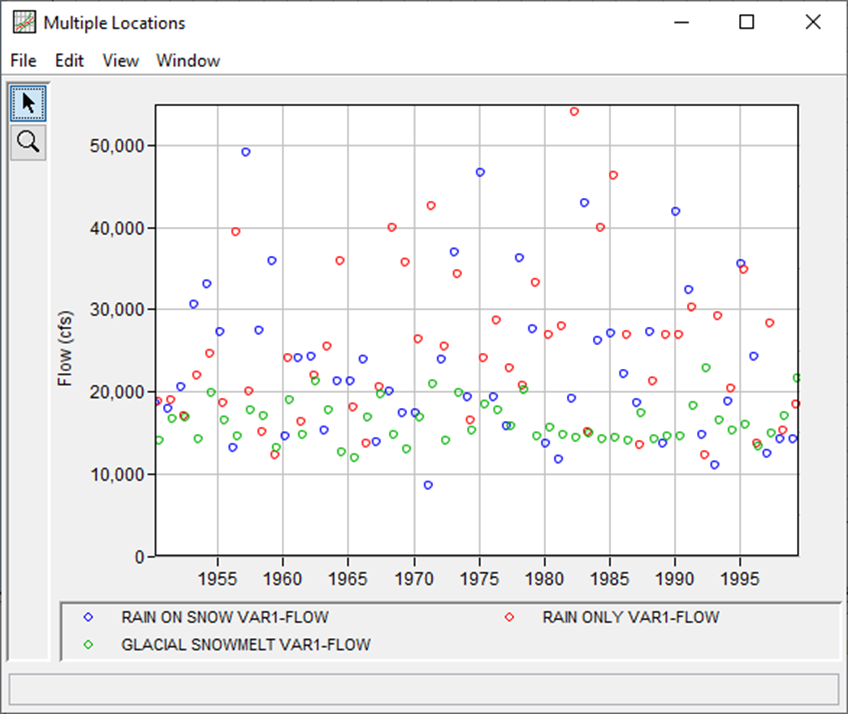 Multiple Locations
File Edit View Window
50,000
40,000
30,000
20,000
10,000
0
Flow (cfs)
1955 1960 1965 1970 1975 1980 1985 1990 1995
RAIN ON SNOW VAR1-FLOW RAIN ONLY VAR1-FLOW
GLACIAL SNOWMELT VAR1-FLOW